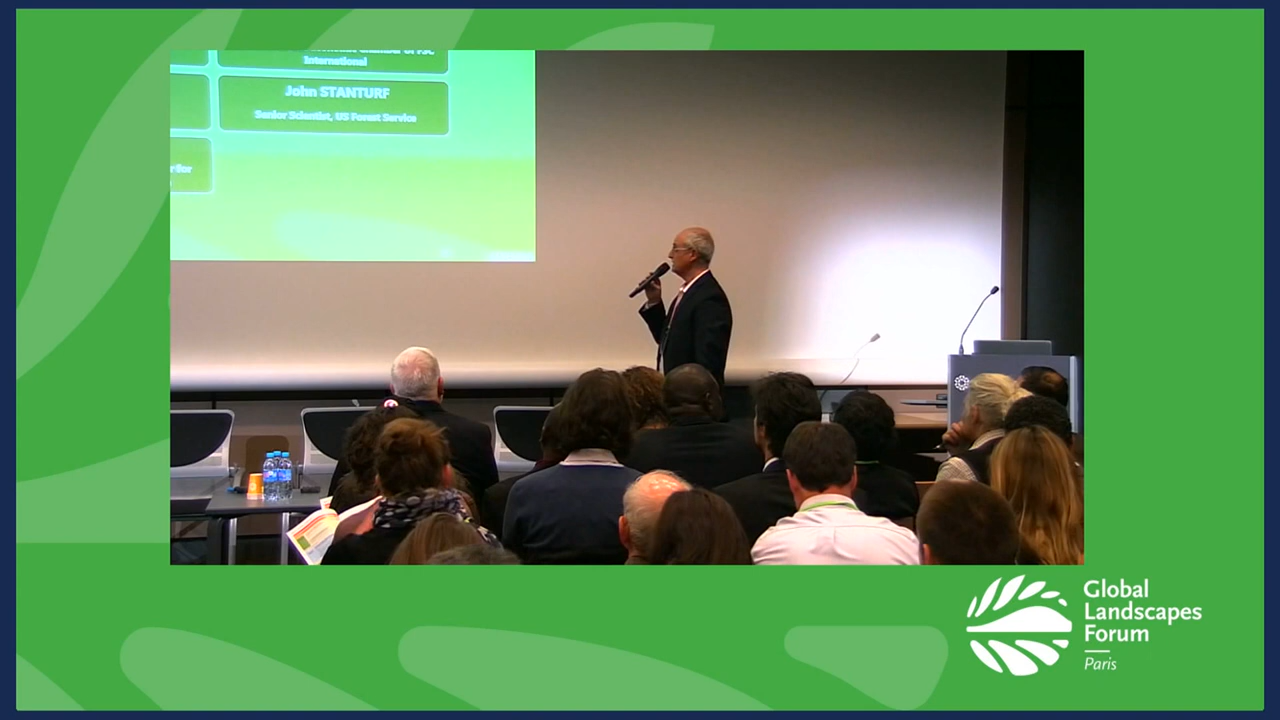 International
John STANTURF
Senior Scientist, US Forest Service
Global
Landscapes
Forum
Paris